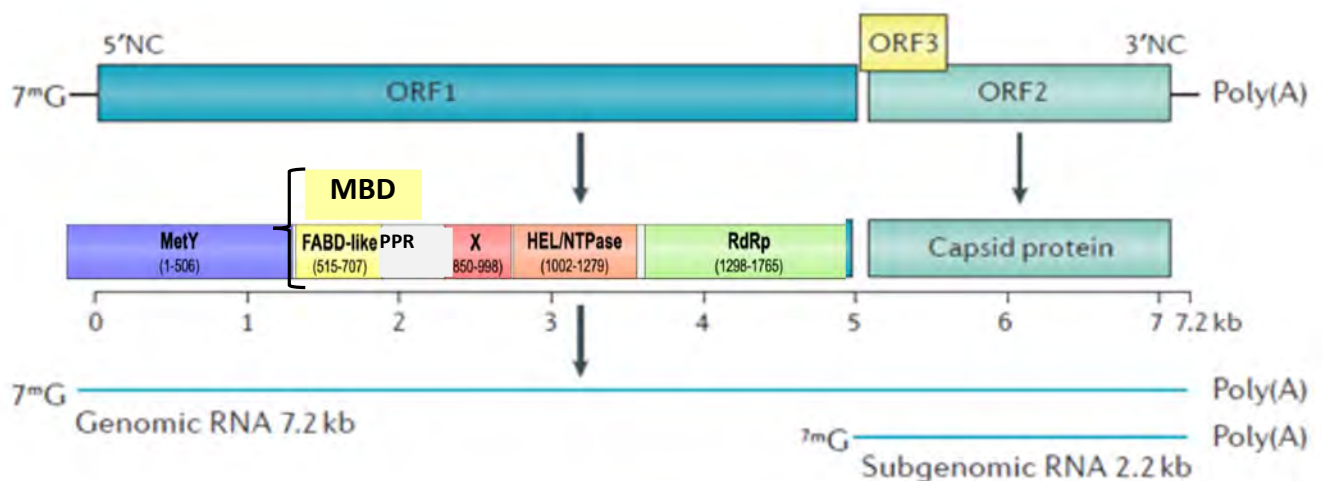 5′NC
ORF3
3′NC
7mG
ORF1
ORF2
Poly(A)
MBD
MetY
(1-506)
FABD-like
(515-707)
PPR
X
850-998)
HEL/NTPase
(1002-1279)
RdRp
(1298-1765)
Capsid protein
0 1 2 3 4 5 6 7 7.2 kb
7mG
Poly(A)
Genomic RNA 7.2 kb
7mG
Poly(A)
Subgenomic RNA 2.2 kb